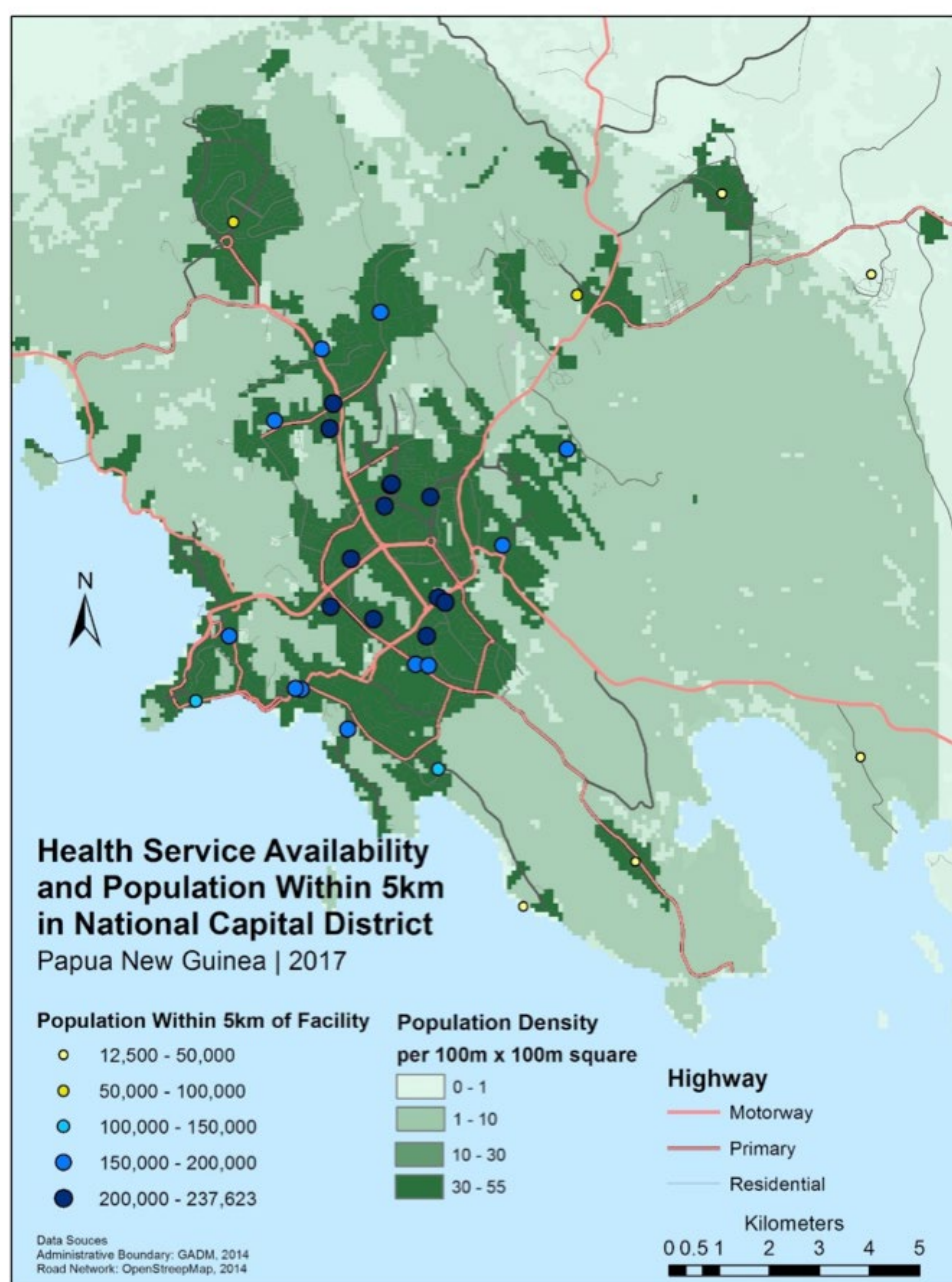 N
Health Service Availability
and Population Within 5km
in National Capital District
Papua New Guinea | 2017
Population Within 5km of Facility
12,500 - 50,000
50,000 - 100,000
100,000 - 150,000
150,000 - 200,000
200,000 - 237,623
Data Souces
Administrative Boundary: GADM, 2014
Road Network: OpenStreepMap, 2014
Population Density
per 100m x 100m square
0 - 1
1 - 10
10 - 30
30 - 55
Highway
Motorway
Primary
Residential
Kilometers
0 0.5 1 2 3 4 5